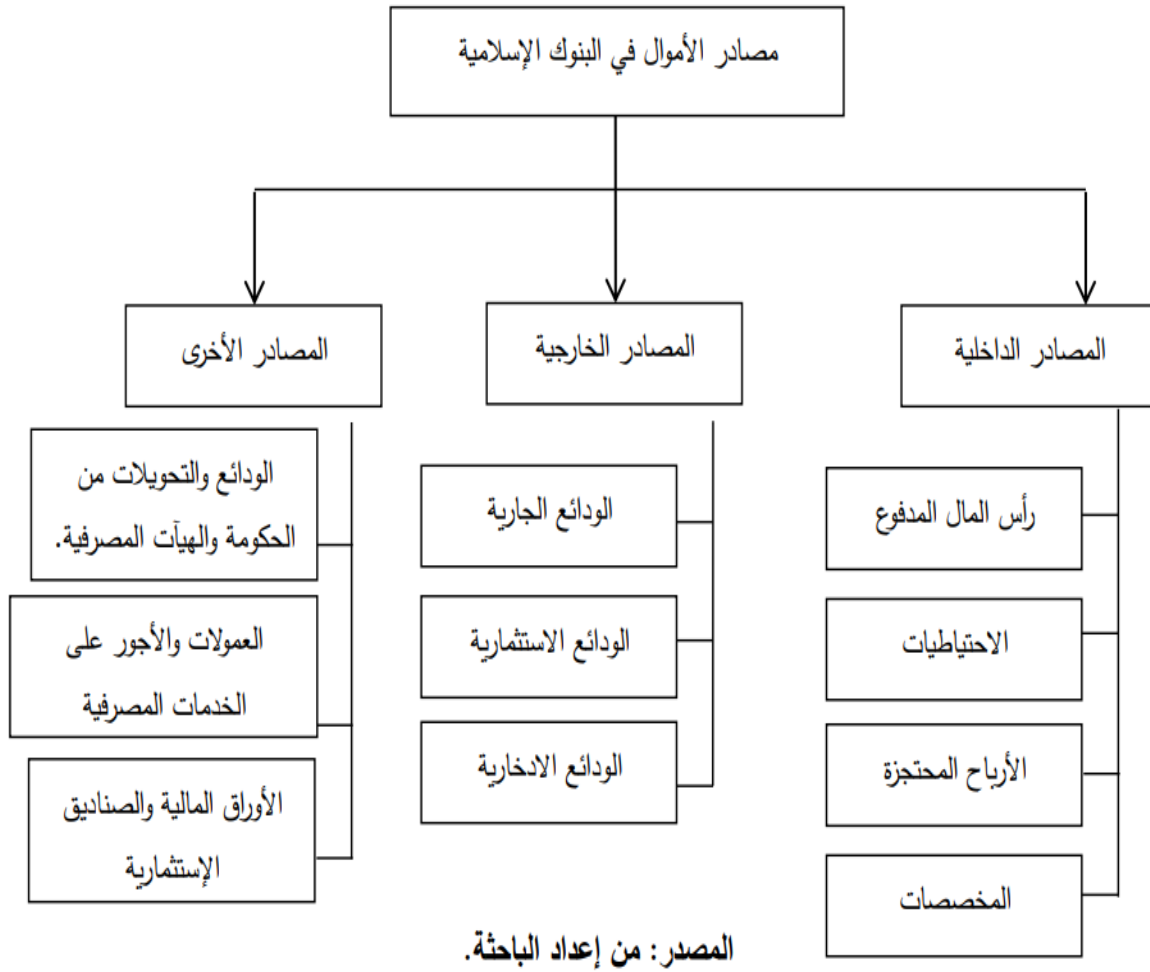 مصادر الأموال في البنوك الإسلامية
المصادر الداخلية
المصادر الخارجية
المصادر الأخرى
رأس المال المدفوع
الاحتياطيات
الأرباح المحتجزة
المخصصات
الودائع الجارية
الودائع الاستثمارية
الودائع الادخارية
الودائع والتحويلات من
الحكومة والهيآت المصرفية.
العمولات والأجور على
الخدمات المصرفية
الأوراق المالية والصناديق
الإستثمارية
المصدر: من إعداد الباحثة.